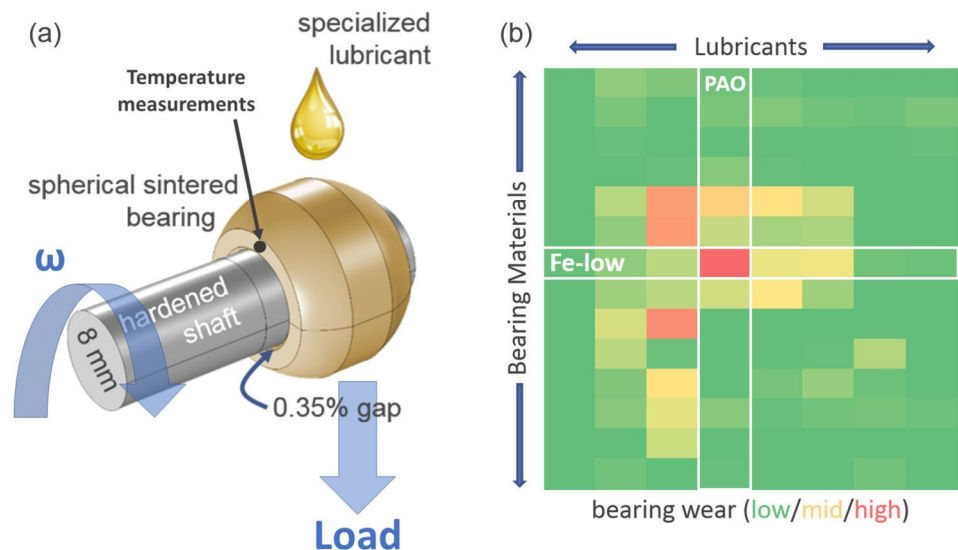 (a)
specialized
lubricant
Temperature
measurements
spherical sintered
bearing
ω
hardened
shaft
8 mm
0.35% gap
Load
(b)
Lubricants
PAO
Bearing Materials
Fe-low
bearing wear (low/mid/high)